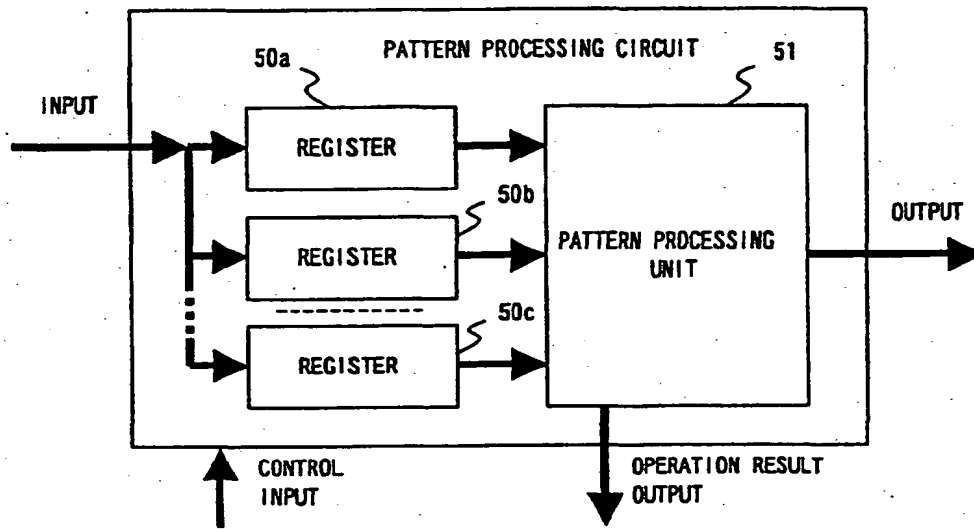 PATTERN PROCESSING CIRCUIT
50a
51
INPUT
REGISTER
50b
OUTPUT
REGISTER
PATTERN PROCESSING
UNIT
50c
REGISTER
CONTROL
INPUT
OPERATION RESULT
OUTPUT